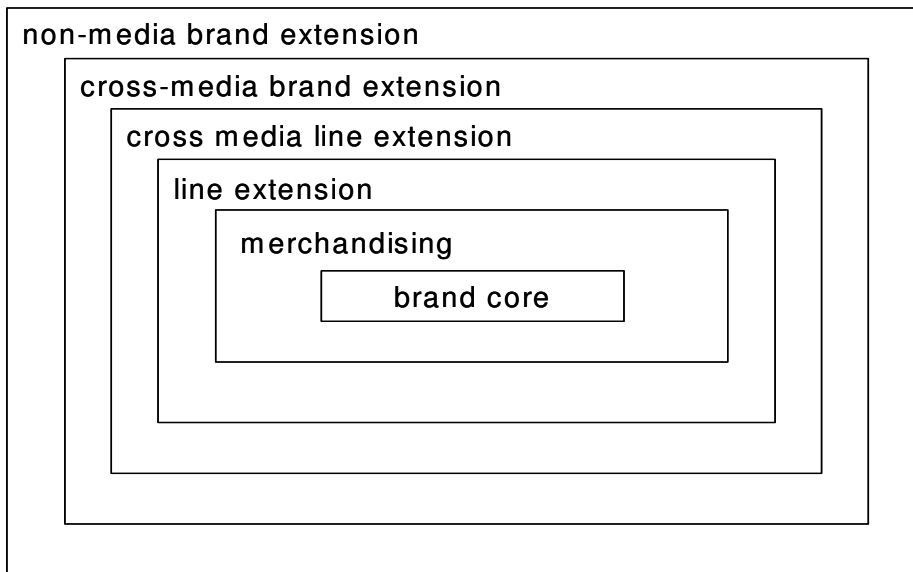 non-media brand extension
cross-media brand extension
cross media line extension
line extension
merchandising
brand core